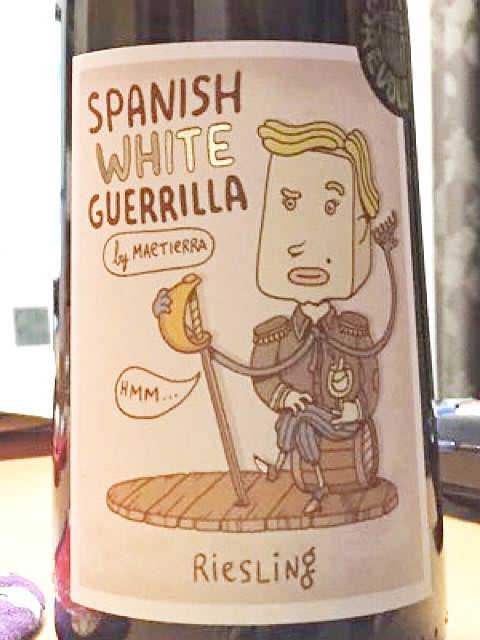 SPANISH
WHITE
GUERRILLA
by MAETIERRA
HMM...
RiESLiNg